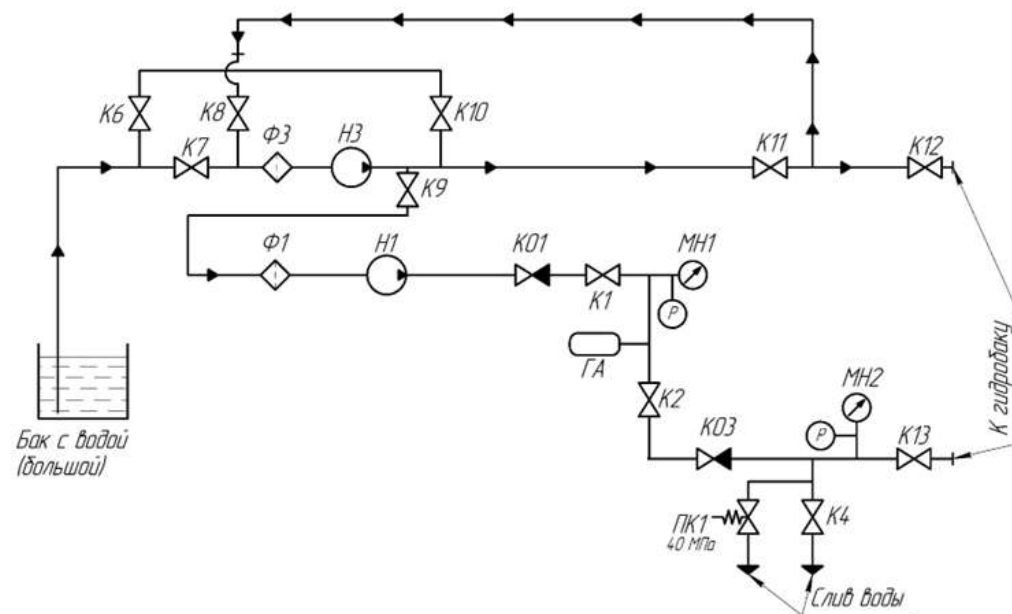 К6
К8
К10
К7
Ф3
Н3
К11
К12
К9
Ф1
Н1
КО1
МН1
К1
Р
ГА
К2
МН2
К гидробаку
Р
КО3
К13
Бак с водой
(большой)
ПК1
40 МПа
К4
Слив воды